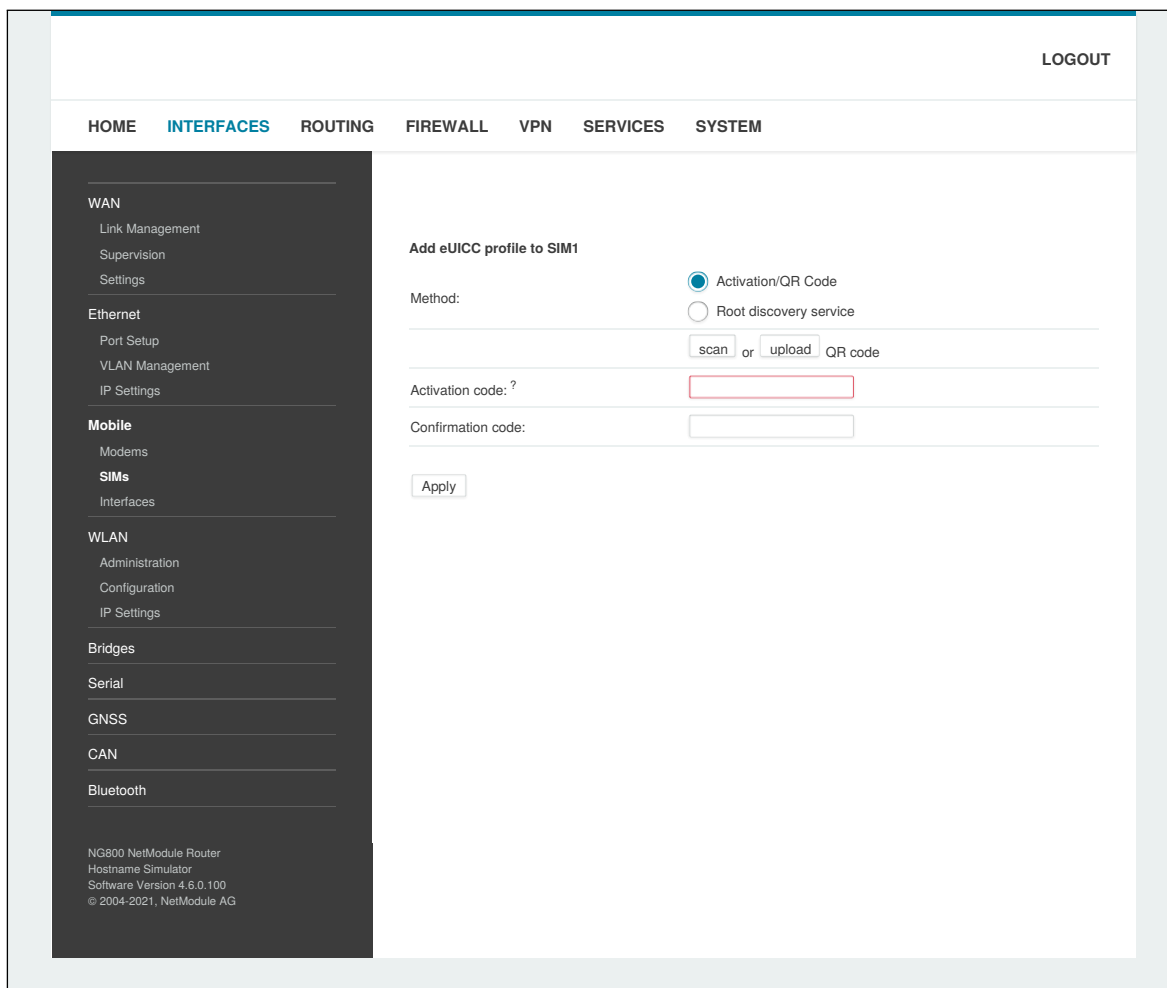 LOGOUT
HOME INTERFACES ROUTING FIREWALL VPN SERVICES SYSTEM
WAN
Link Management
Supervision
Settings
Ethernet
Port Setup
VLAN Management
IP Settings
Mobile
Modems
SIMs
Interfaces
WLAN
Administration
Configuration
IP Settings
Bridges
Serial
GNSS
CAN
Bluetooth
NG800 NetModule Router
Hostname Simulator
Software Version 4.6.0.100
© 2004-2021, NetModule AG
Add eUICC profile to SIM1
Method:
Activation/QR Code
Root discovery service
scan or upload QR code
Activation code: ?
Confirmation code:
Apply